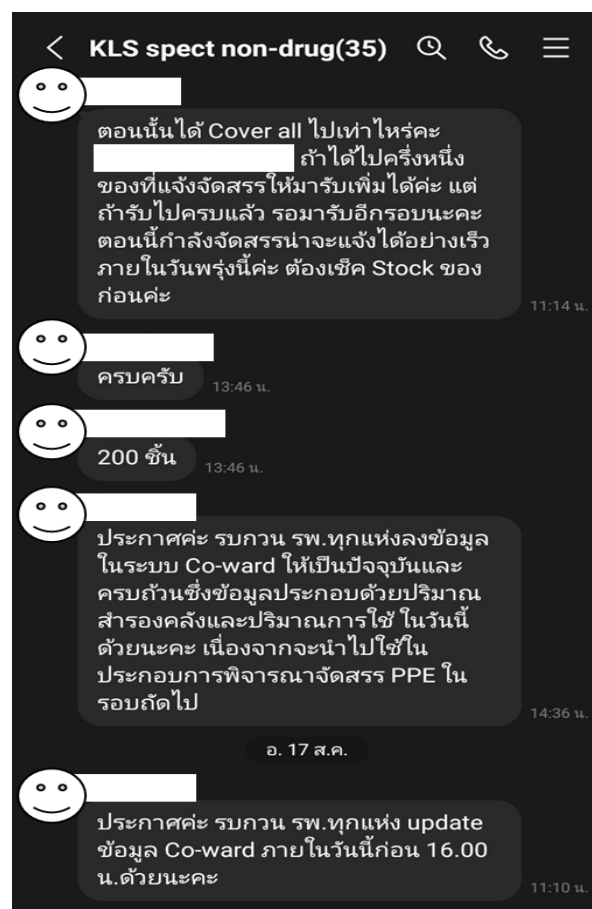 KLS spect non-drug(35)
ตอนนั้นได้ Cover all ไปเท่าไหร่คะ
ถ้าได้ไปครึ่งหนึ่ง
ของที่แจ้งจัดสรรให้มารับเพิ่มได้ค่ะ แต่
ถ้ารับไปครบแล้ว รอมารับอีกรอบนะคะ
ตอนนี้กำลังจัดสรรน่าจะแจ้งได้อย่างเร็ว
ภายในวันพรุ่งนี้ค่ะ ต้องเช็ค Stock ของ
ก่อนค่ะ
11:14 น.
ครบครับ
13:46 น.
200 ชิ้น
13:46 น.
ประกาศค่ะ รบกวน รพ.ทุกแห่งลงข้อมูล
ในระบบ Co-ward ให้เป็นปัจจุบันและ
ครบถ้วนซึ่งข้อมูลประกอบด้วยปริมาณ
สำรองคลังและปริมาณการใช้ ในวันนี้
ด้วยนะคะ เนื่องจากจะนำไปใช้ใน
ประกอบการพิจารณาจัดสรร PPE ใน
รอบถัดไป
14:36 น.
อ. 17 ส.ค.
ประกาศค่ะ รบกวน รพ.ทุกแห่ง update
ข้อมูล Co-ward ภายในวันนี้ก่อน 16.00
น.ด้วยนะคะ
11:10 น.